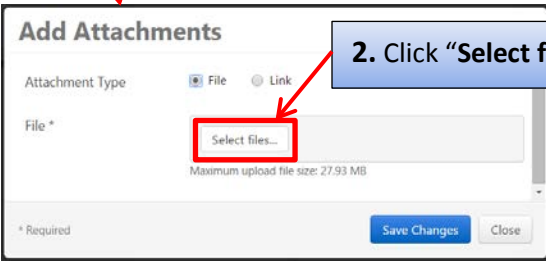 Add Attachments
2. Click “Select f
Attachment Type File Link
File *
Select files...
Maximum upload file size: 27.93 MB
* Required Save Changes Close